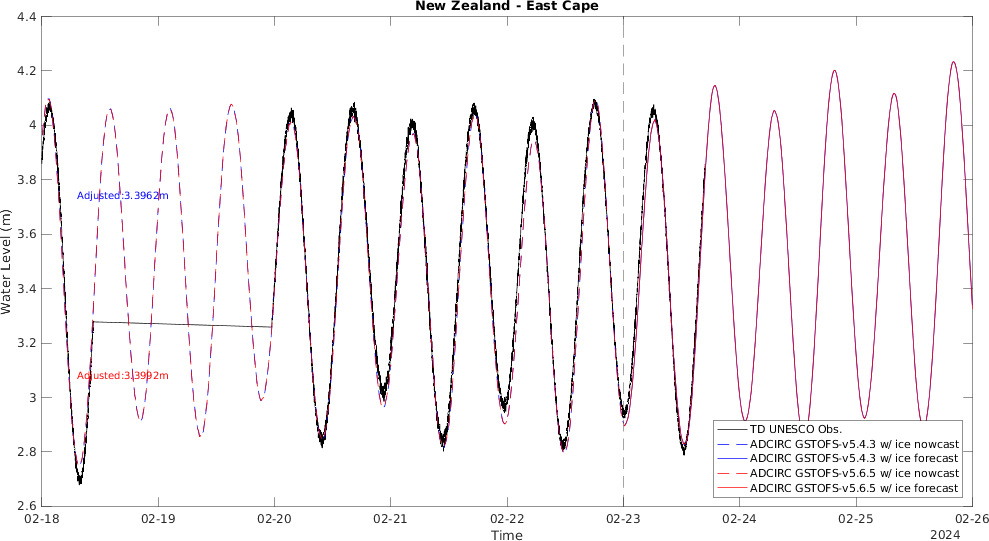 New Zealand - East Cape
4.4
4.2
4
3.8
3.6
3.4
3.2
3
2.8
2.6
Water Level (m)
Adjusted:3.3962m
Adjusted:3.3992m
TD UNESCO Obs.
ADCIRC GSTOFS-v5.4.3 w/ ice nowcast
ADCIRC GSTOFS-v5.4.3 w/ ice forecast
ADCIRC GSTOFS-v5.6.5 w/ ice nowcast
ADCIRC GSTOFS-v5.6.5 w/ ice forecast
02-18 02-19 02-20 02-21 02-22 02-23 02-24 02-25 02-26
Time
2024